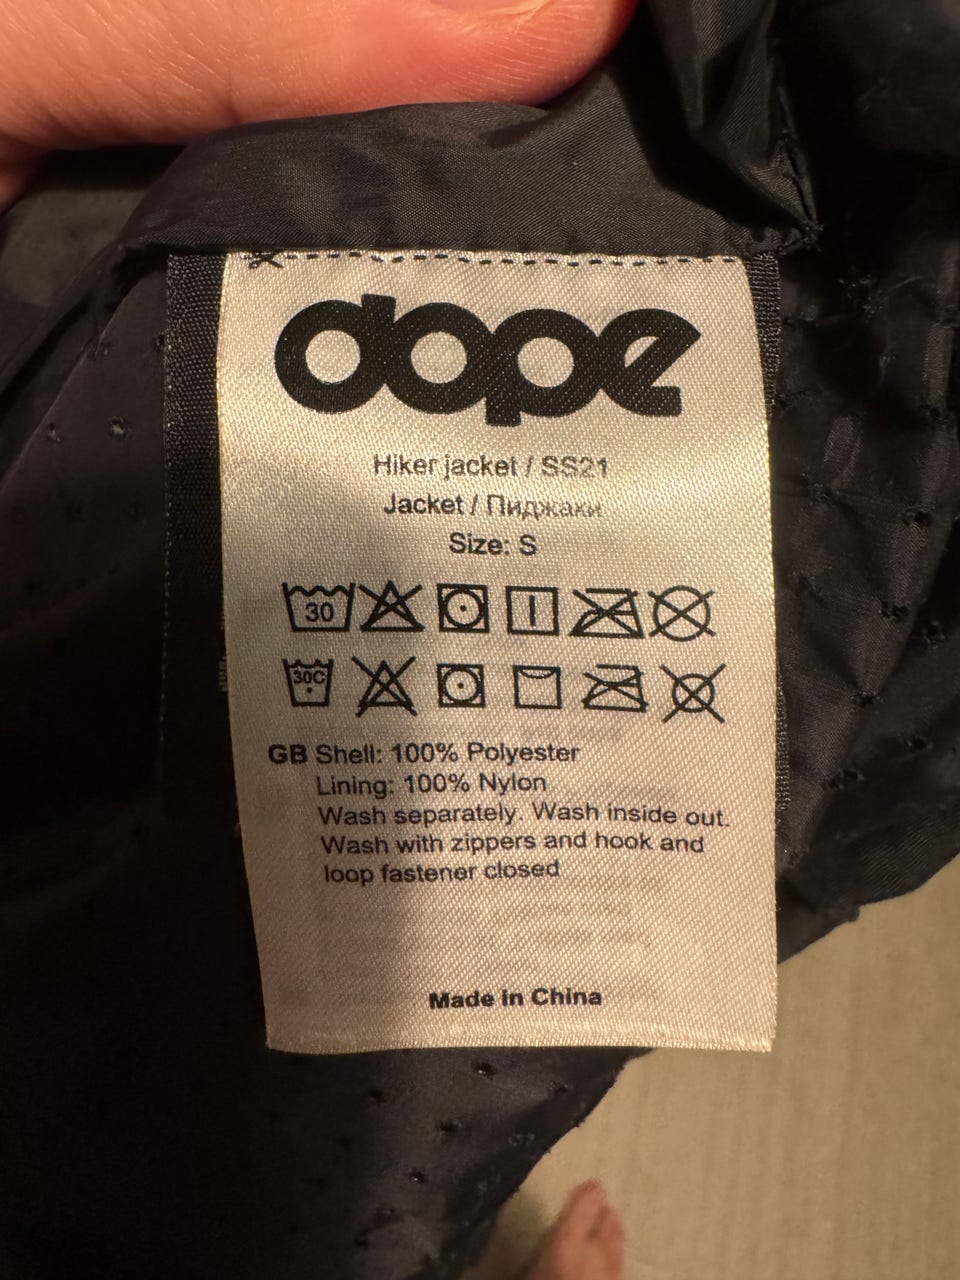 dope
Hiker jacket / SS21
Jacket / Пиджаки
Size: S
30
30C
GB Shell: 100% Polyester
Lining: 100% Nylon
Wash separately. Wash inside out.
Wash with zippers and hook and
loop fastener closed
Made in China